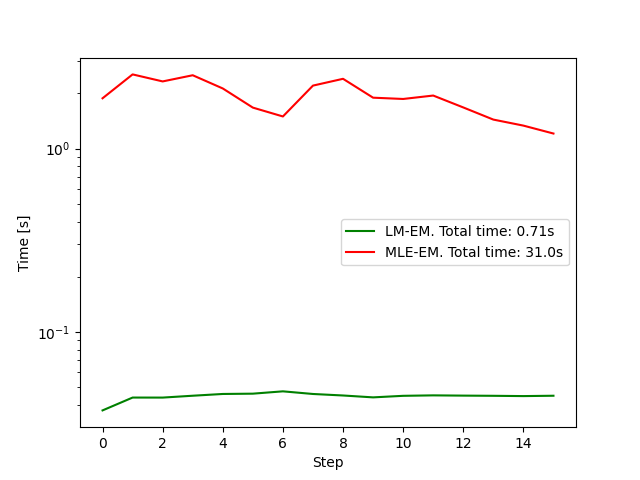 10⁰
10⁻¹
Time [s]
LM-EM. Total time: 0.71s
MLE-EM. Total time: 31.0s
0 2 4 6 8 10 12 14
Step